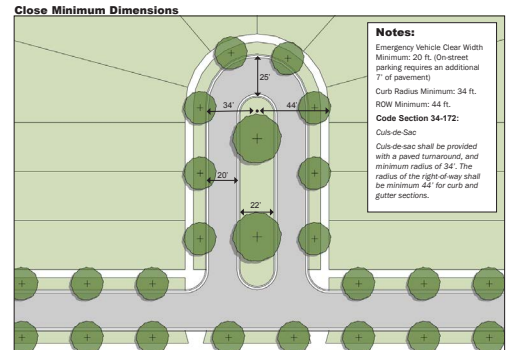 Close Minimum Dimensions
Notes:
Emergency Vehicle Clear Width
Minimum: 20 ft. (On-street
parking requires an additional
7' of pavement)
Curb Radius Minimum: 34 ft.
ROW Minimum: 44 ft.
Code Section 34-172:
Culs-de-Sac
Culs-de-sac shall be provided
with a paved turnaround, and
minimum radius of 34'. The
radius of the right-of-way shall
be minimum 44' for curb and
gutter sections.
25'
34'
44'
20'
22'